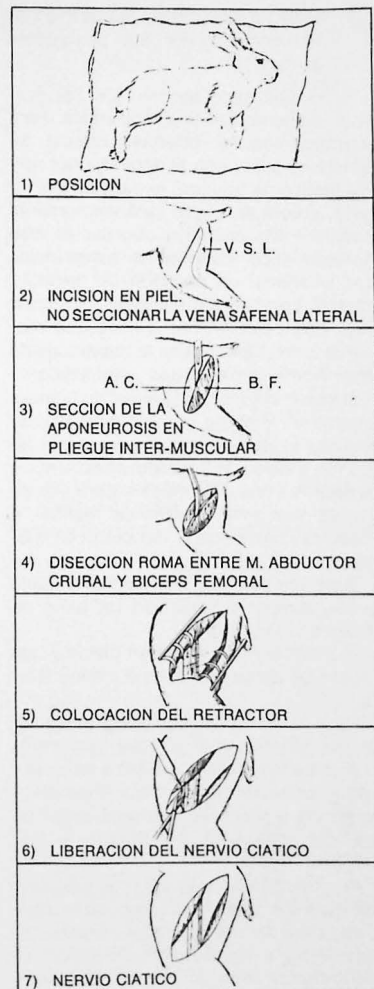 1) POSICION
V. S. L.
2) INCISION EN PIEL.
NO SECCIONAR LA VENA SAFENA LATERAL
A. C. B. F.
3) SECCION DE LA
APONEUROSIS EN
PLIEGUE INTER-MUSCULAR
4) DISECCION ROMA ENTRE M. ABDUCTOR
CRURAL Y BICEPS FEMORAL
5) COLOCACION DEL RETRACTOR
6) LIBERACION DEL NERVIO CIATICO
7) NERVIO CIATICO